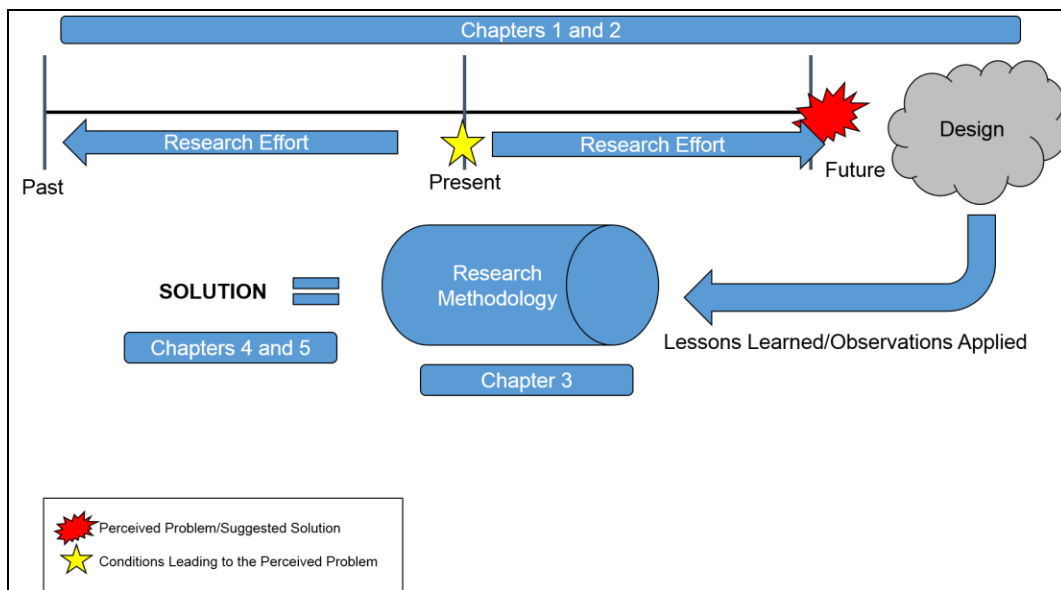 Chapters 1 and 2
Research Effort
Research Effort
Design
Past
Present
Future
Research
Methodology
SOLUTION
Lessons Learned/Observations Applied
Chapters 4 and 5
Chapter 3
Perceived Problem/Suggested Solution
Conditions Leading to the Perceived Problem